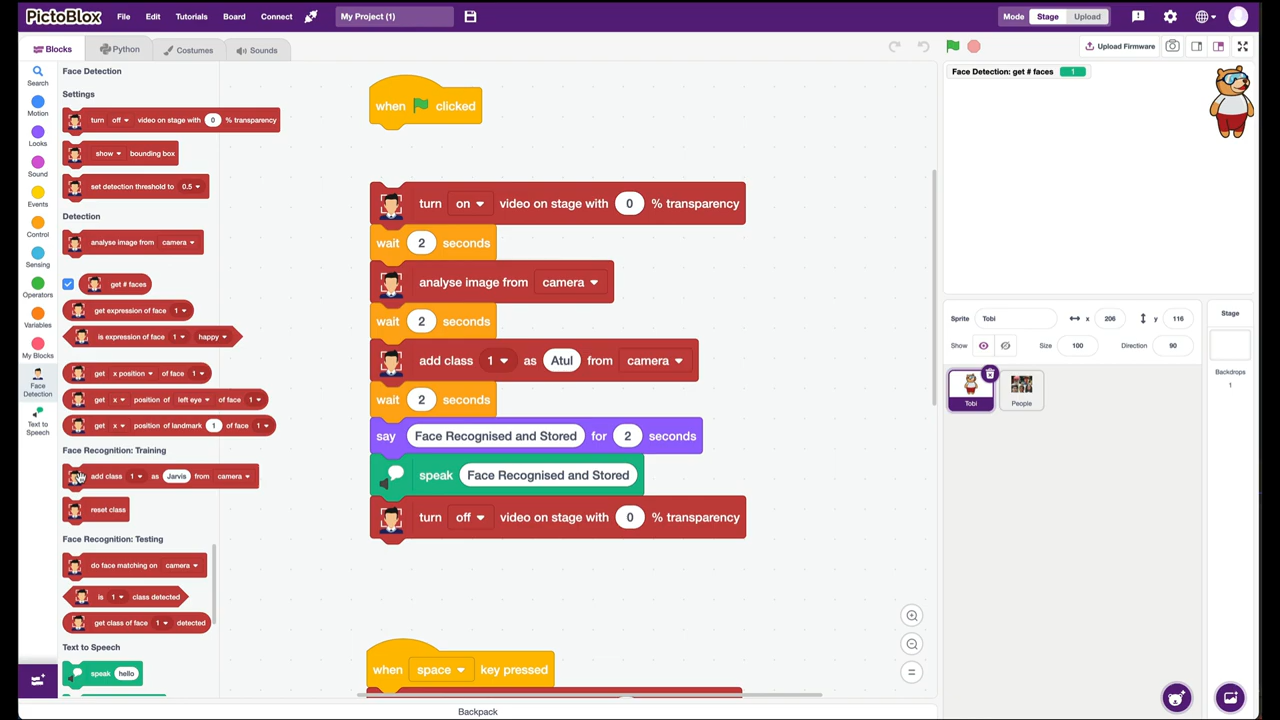 PictoBlox File Edit Tutorials Board Connect My Project (1) Mode Stage Upload
Blocks Python Costumes Sounds Upload Firmware
Search
Motion
Looks
Sound
Events
Control
Sensing
Operators
Variables
My Blocks
Face
Detection
Text to
Speech
Face Detection
Settings
turn off video on stage with 0 % transparency
show bounding box
set detection threshold to 0.5
Detection
analyse image from camera
get # faces
get expression of face 1
is expression of face 1 happy
get x position of face 1
get x position of left eye of face 1
get x position of landmark 1 of face 1
Face Recognition: Training
add class 1 as Jarvis from camera
reset class
Face Recognition: Testing
do face matching on camera
is 1 class detected
get class of face 1 detected
Text to Speech
speak hello
when clicked
turn on video on stage with 0 % transparency
wait 2 seconds
analyse image from camera
wait 2 seconds
add class 1 as Atul from camera
wait 2 seconds
say Face Recognised and Stored for 2 seconds
speak Face Recognised and Stored
turn off video on stage with 0 % transparency
when space key pressed
Backpack
Face Detection: get # faces 1
Sprite Tobi x 206 y 116
Show Size 100 Direction 90
Tobi People
Stage
Backdrops
1